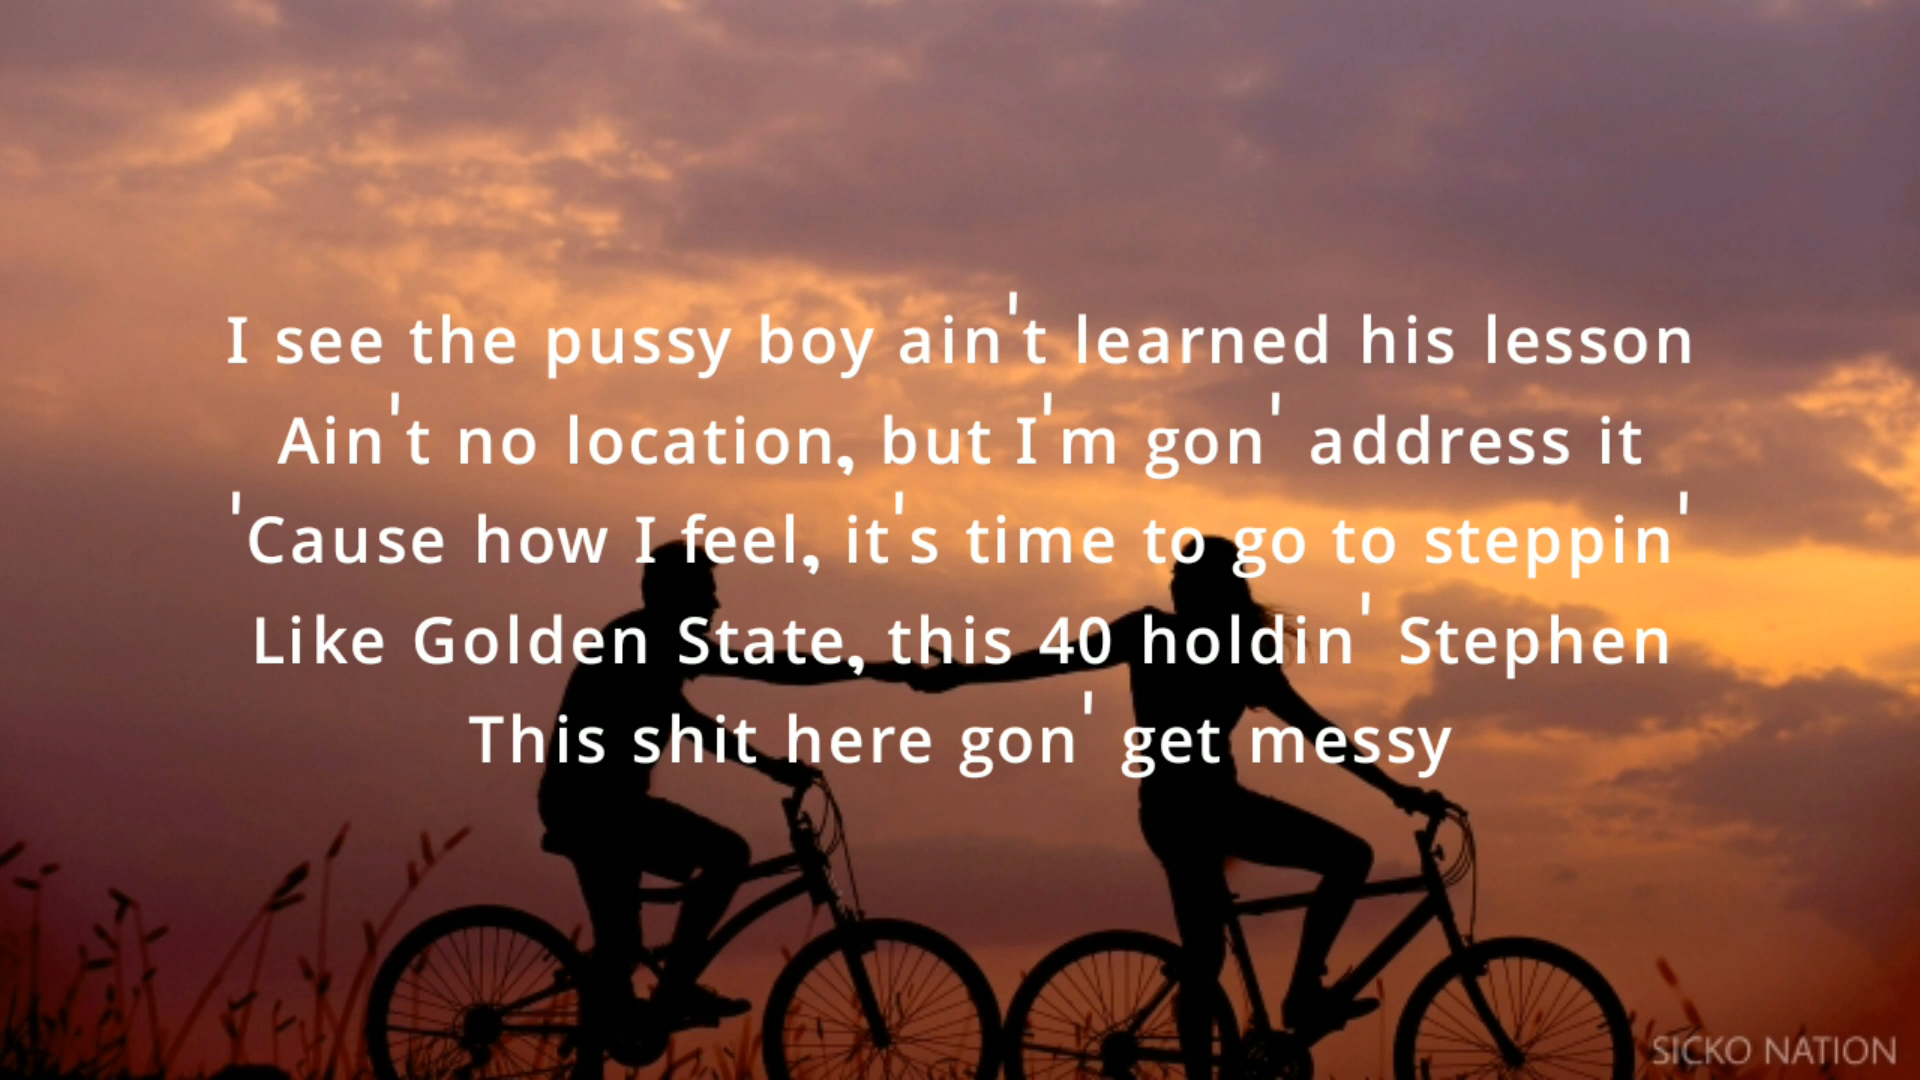 I see the pussy boy ain't learned his lesson
Ain't no location, but I'm gon' address it
'Cause how I feel, it's time to go to steppin'
Like Golden State, this 40 holdin' Stephen
This shit here gon' get messy
SICKO NATION